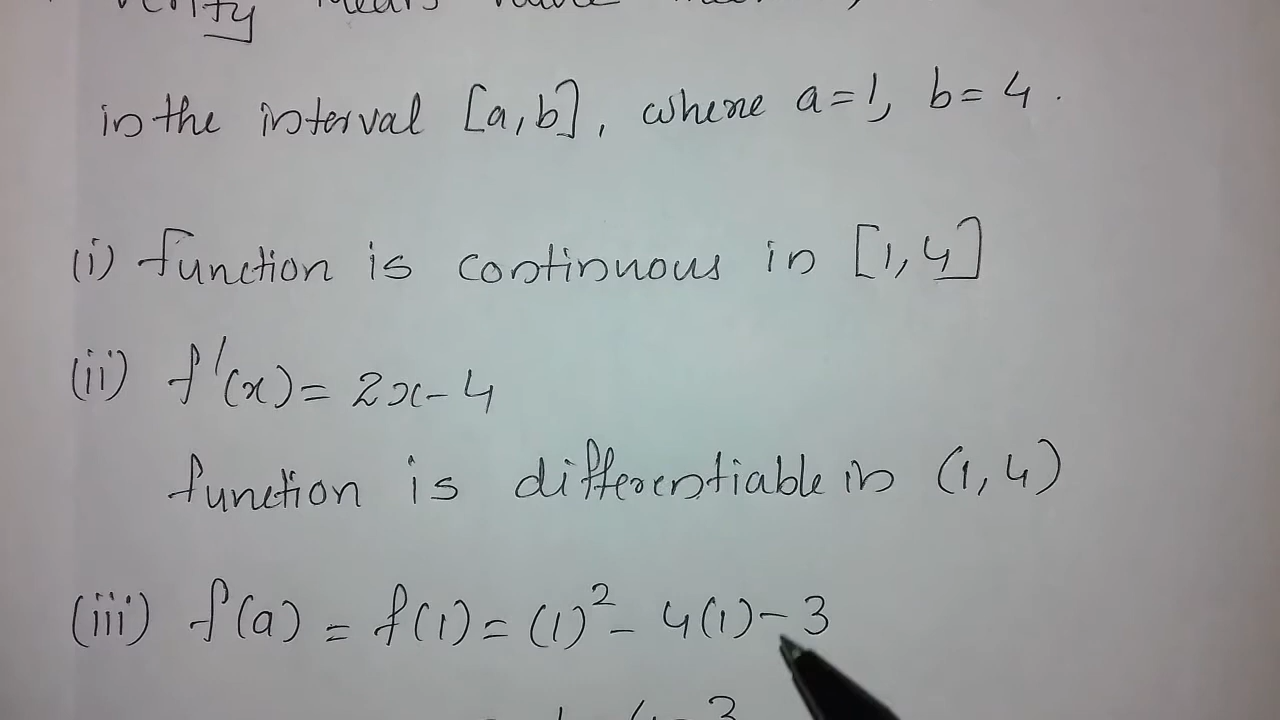 in the interval [a,b], where a=1, b=4.
(i) function is continuous in [1,4]
(ii) f'(x)= 2x-4
function is differentiable in (1,4)
(iii) f(a) = f(1) = (1)² - 4(1) - 3